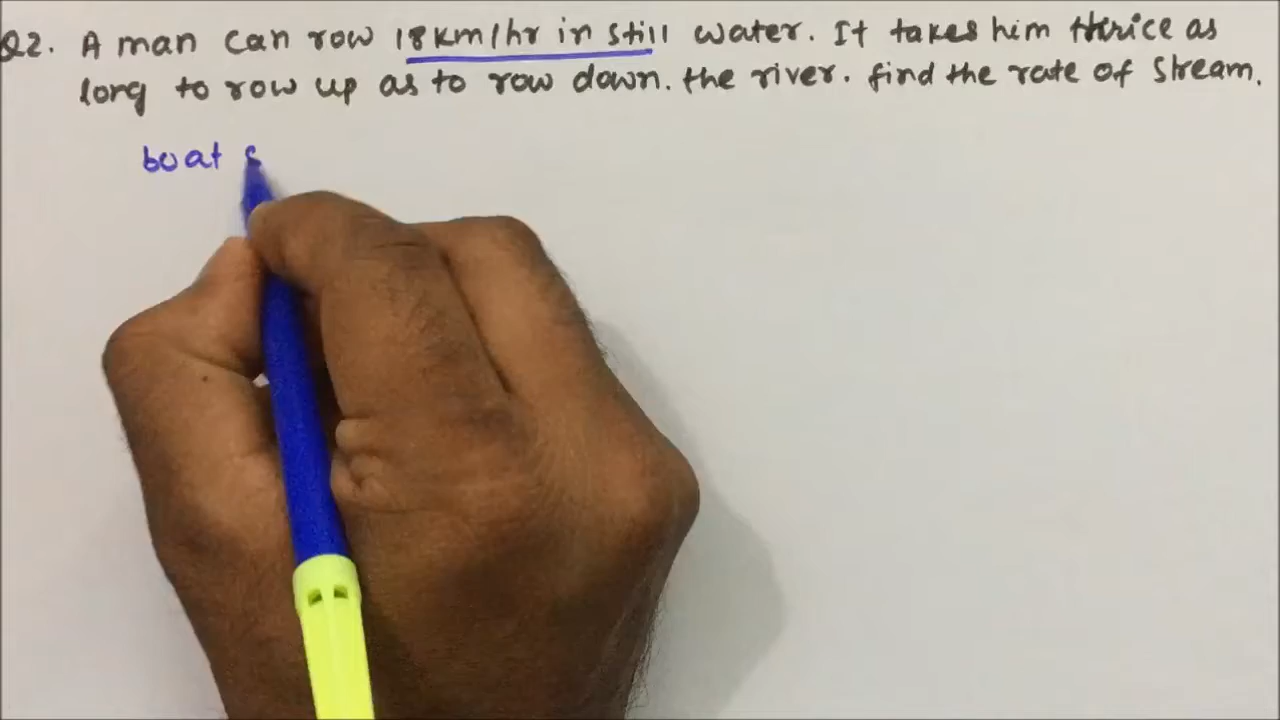 Q2. A man can row 18km/hr in still water. It takes him thrice as
long to row up as to row down. the river. find the rate of stream.
boat s